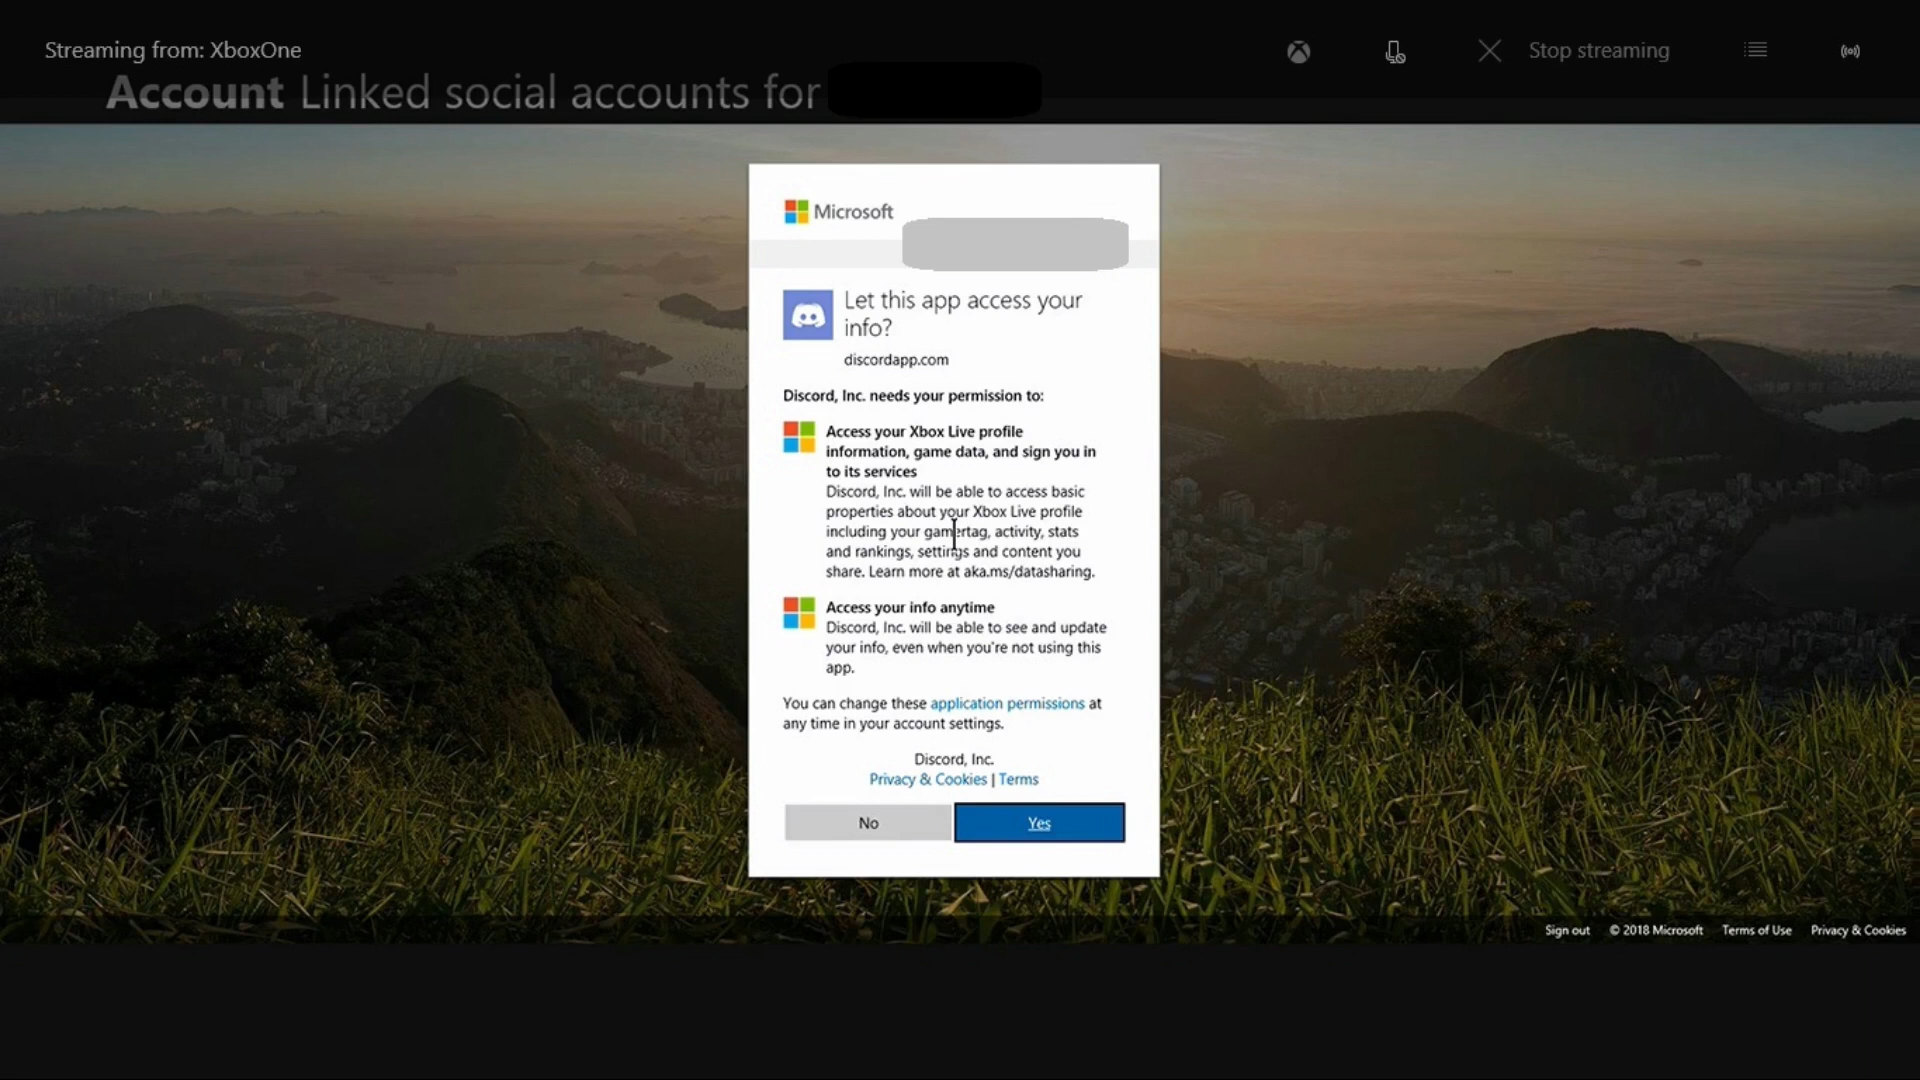 Streaming from: XboxOne
Stop streaming
Account Linked social accounts for
Microsoft
Let this app access your
info?
discordapp.com
Discord, Inc. needs your permission to:
Access your Xbox Live profile
information, game data, and sign you in
to its services
Discord, Inc. will be able to access basic
properties about your Xbox Live profile
including your gamertag, activity, stats
and rankings, settings and content you
share. Learn more at aka.ms/datasharing.
Access your info anytime
Discord, Inc. will be able to see and update
your info, even when you're not using this
app.
You can change these application permissions at
any time in your account settings.
Discord, Inc.
Privacy & Cookies | Terms
No
Yes
Sign out © 2018 Microsoft Terms of Use Privacy & Cookies